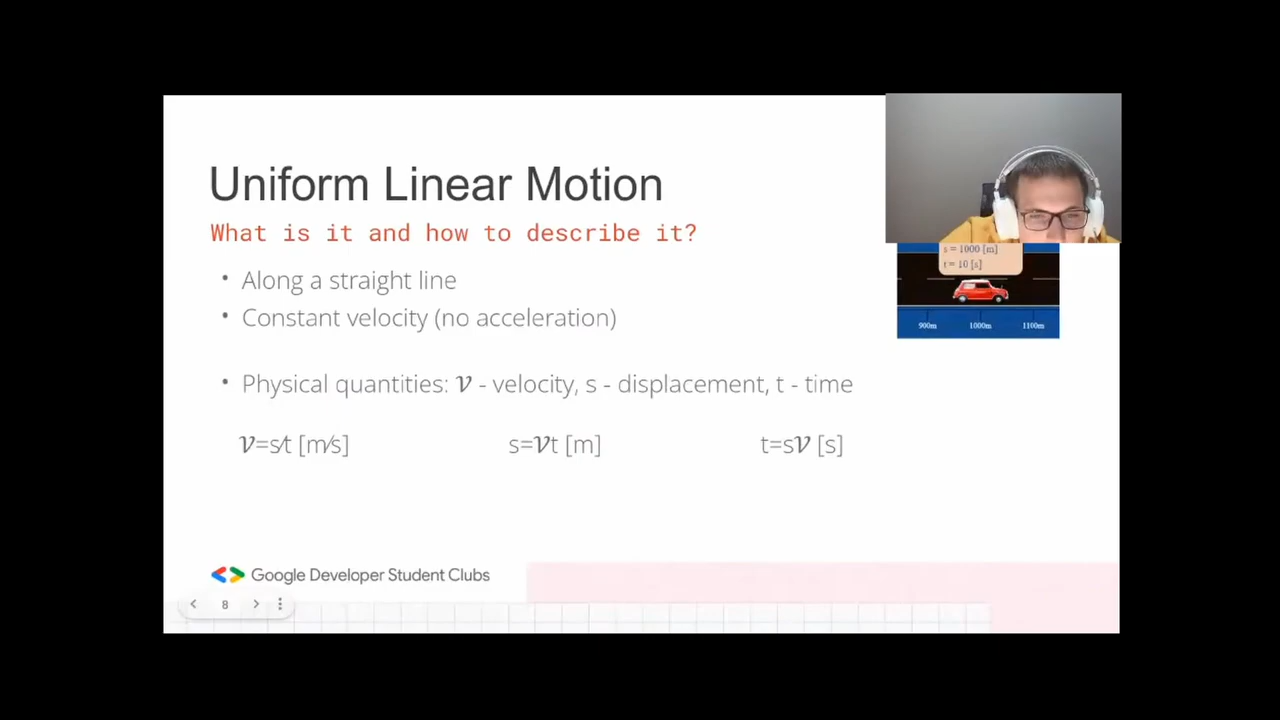 Uniform Linear Motion
What is it and how to describe it?
• Along a straight line
• Constant velocity (no acceleration)
s = 1000 [m]
t = 10 [s]
900m 1000m 1100m
• Physical quantities: 𝒱 - velocity, s - displacement, t - time
𝒱=s⁄t [m⁄s] s=𝒱t [m] t=s𝒱 [s]
Google Developer Student Clubs
8